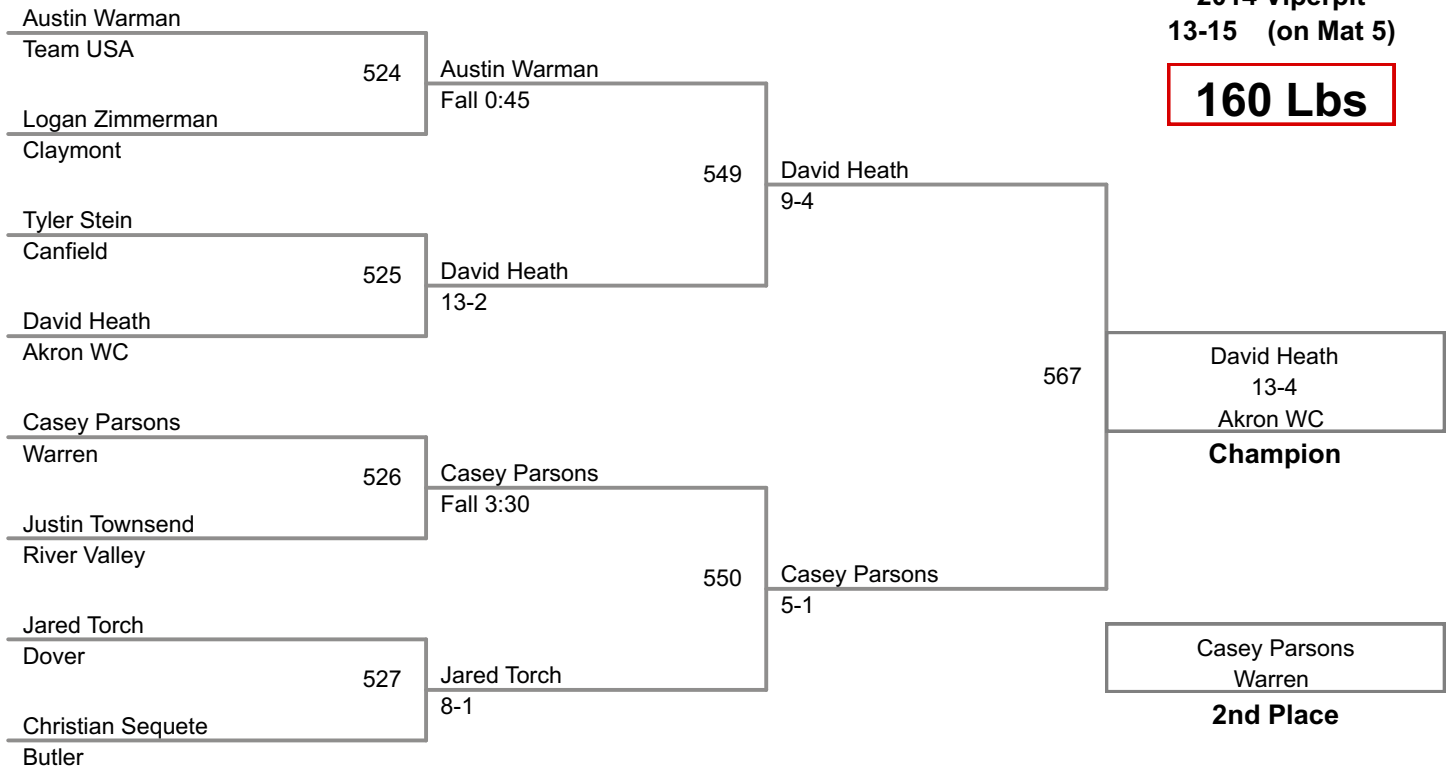 2014 Viperpit
13-15 (on Mat 5)
160 Lbs
Austin Warman
Team USA
524
Logan Zimmerman
Claymont
Austin Warman
Fall 0:45
Tyler Stein
Canfield
525
David Heath
Akron WC
David Heath
13-2
549
David Heath
9-4
Casey Parsons
Warren
526
Justin Townsend
River Valley
Casey Parsons
Fall 3:30
Jared Torch
Dover
527
Christian Sequete
Butler
Jared Torch
8-1
550
Casey Parsons
5-1
567
David Heath
13-4
Akron WC
Champion
Casey Parsons
Warren
2nd Place